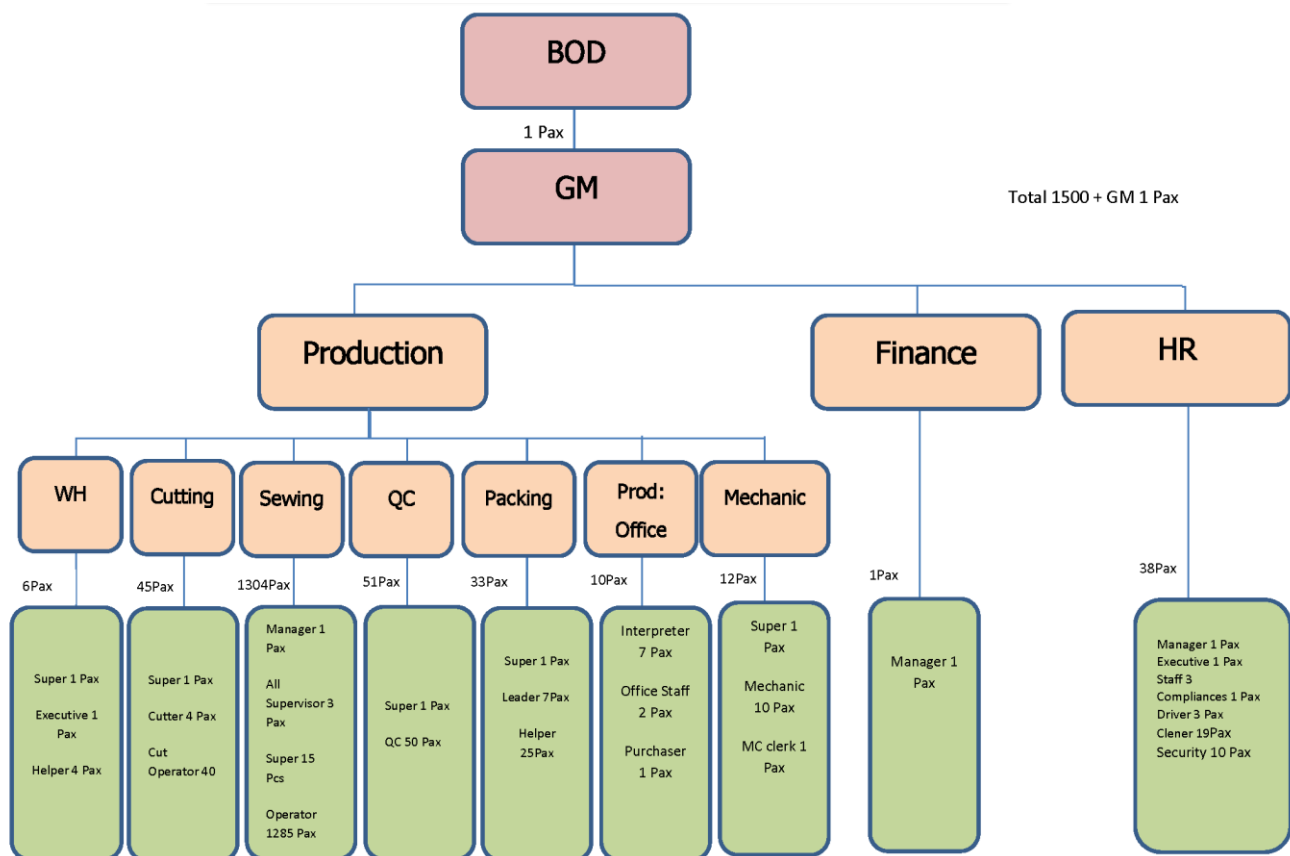 BOD
1 Pax
GM
Total 1500 + GM 1 Pax
Production
Finance
HR
WH
Cutting
Sewing
QC
Packing
Prod:
Office
Mechanic
6Pax
45Pax
1304Pax
51Pax
33Pax
10Pax
12Pax
1Pax
38Pax
Super 1 Pax
Executive 1
Pax
Helper 4 Pax
Super 1 Pax
Cutter 4 Pax
Cut
Operator 40
Manager 1
Pax
All
Supervisor 3
Pax
Super 15
Pcs
Operator
1285 Pax
Super 1 Pax
QC 50 Pax
Super 1 Pax
Leader 7Pax
Helper
25Pax
Interpreter
7 Pax
Office Staff
2 Pax
Purchaser
1 Pax
Super 1
Pax
Mechanic
10 Pax
MC clerk 1
Pax
Manager 1
Pax
Manager 1 Pax
Executive 1 Pax
Staff 3
Compliances 1 Pax
Driver 3 Pax
Clener 19Pax
Security 10 Pax